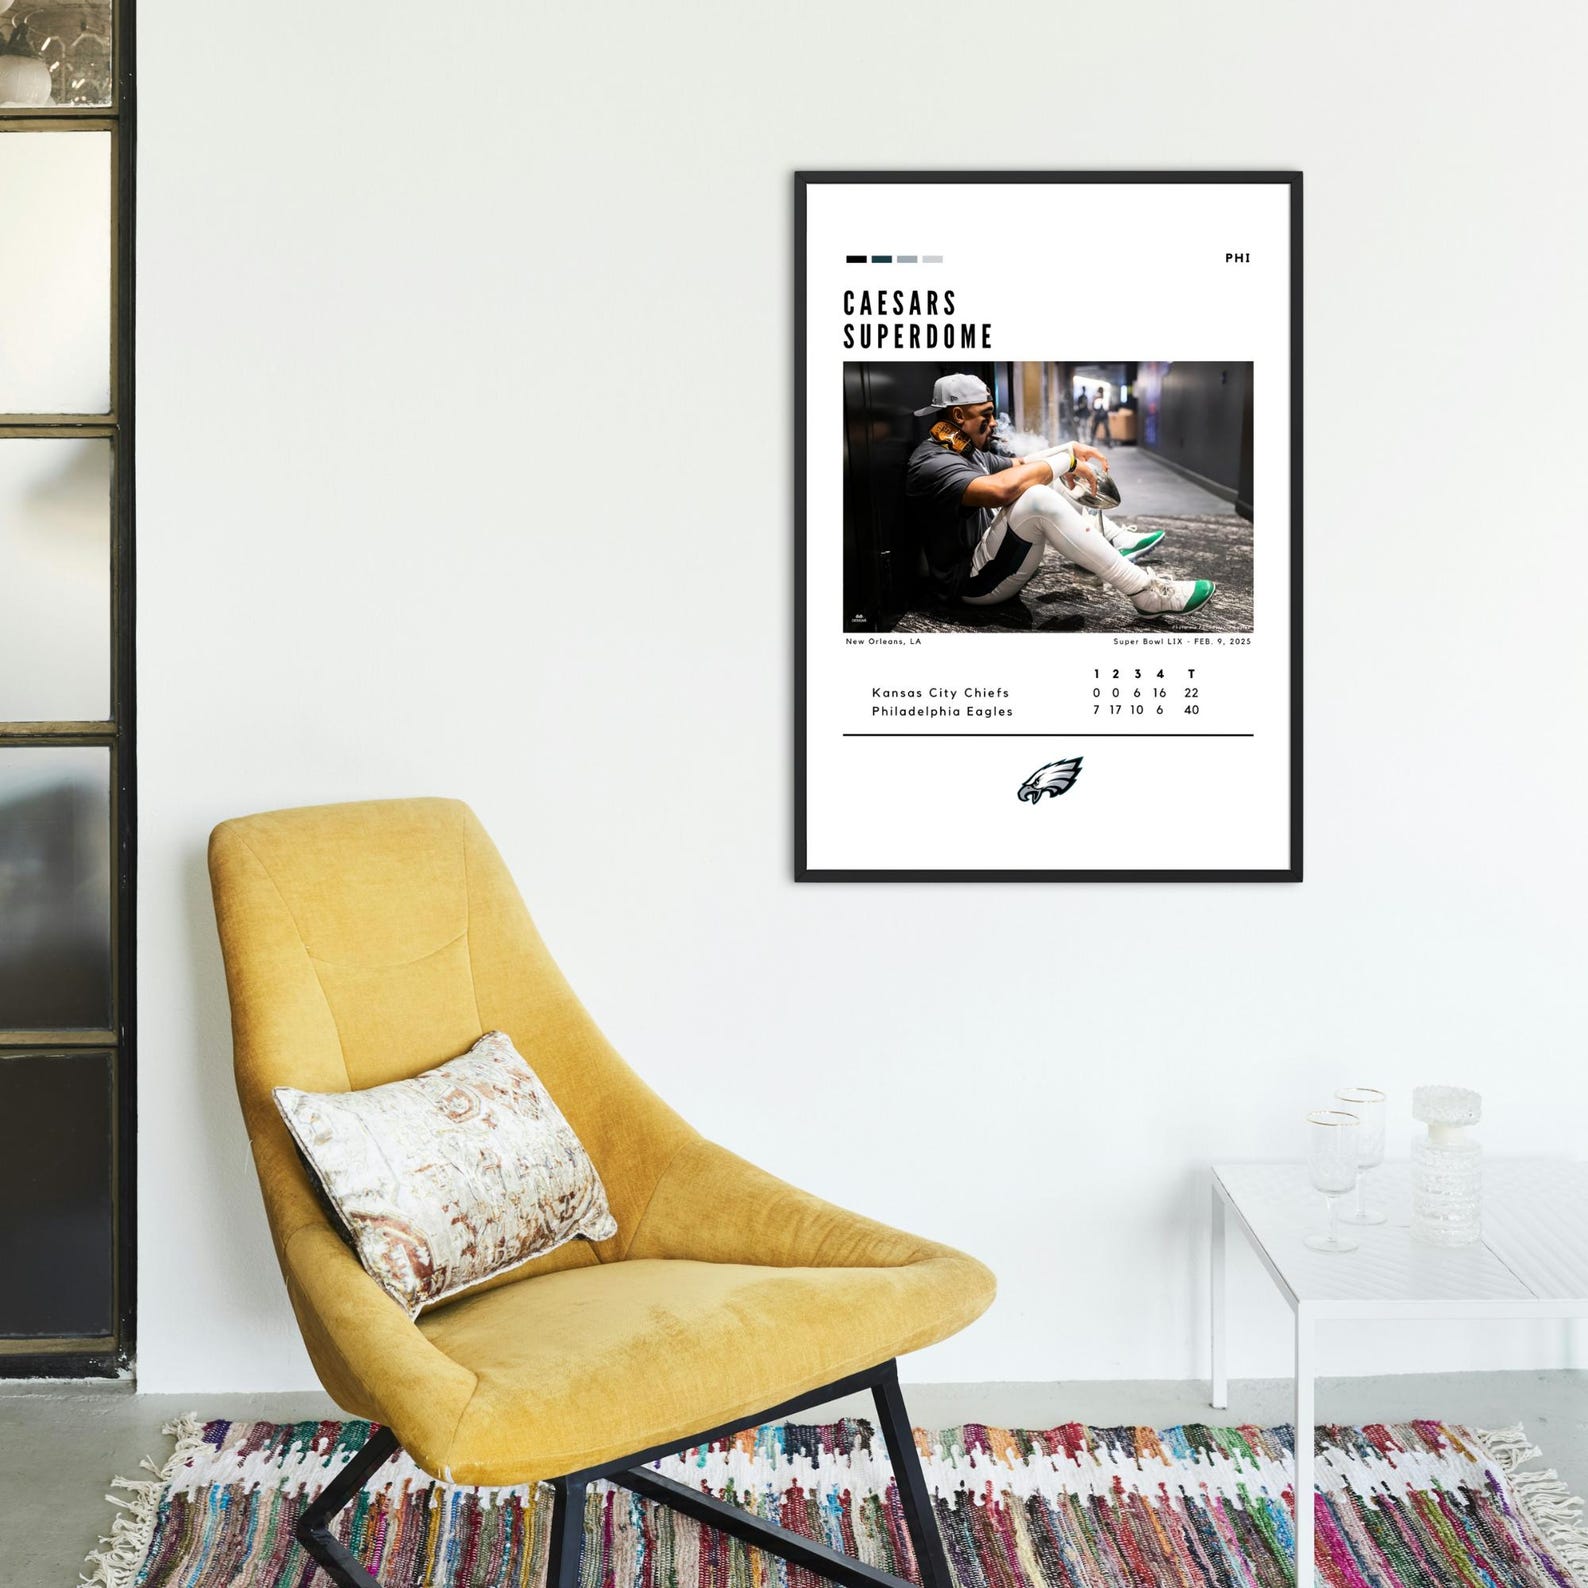 PHI
CAESARS
SUPERDOME
New Orleans, LA Super Bowl LIX - FEB. 9, 2025
1 2 3 4 T
Kansas City Chiefs 0 0 6 16 22
Philadelphia Eagles 7 17 10 6 40